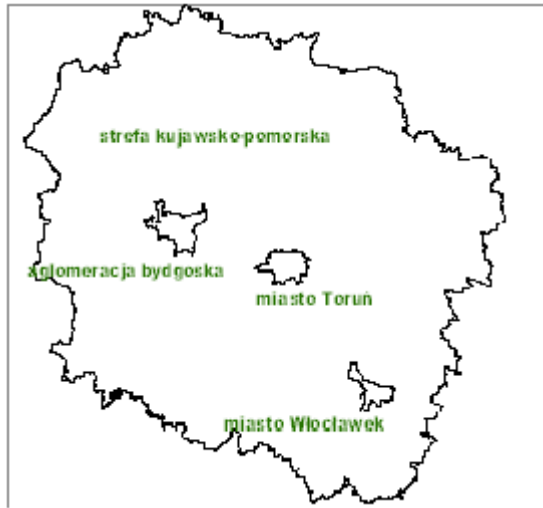 strefa kujawsko-pomorska
aglomeracja bydgoska
miasto Toruń
miasto Włocławek